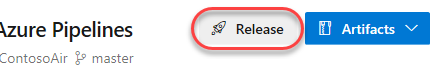 Azure Pipelines
Release
Artifacts
ContosoAir master